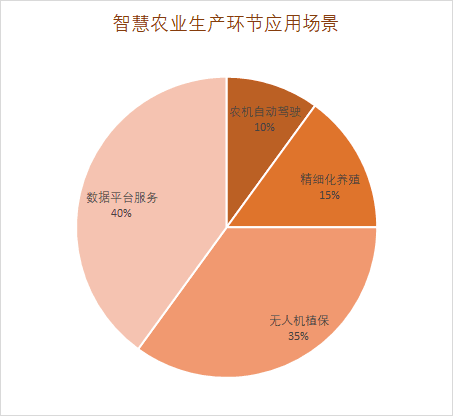 智慧农业生产环节应用场景
农机自动驾驶
10%
精细化养殖
15%
数据平台服务
40%
无人机植保
35%